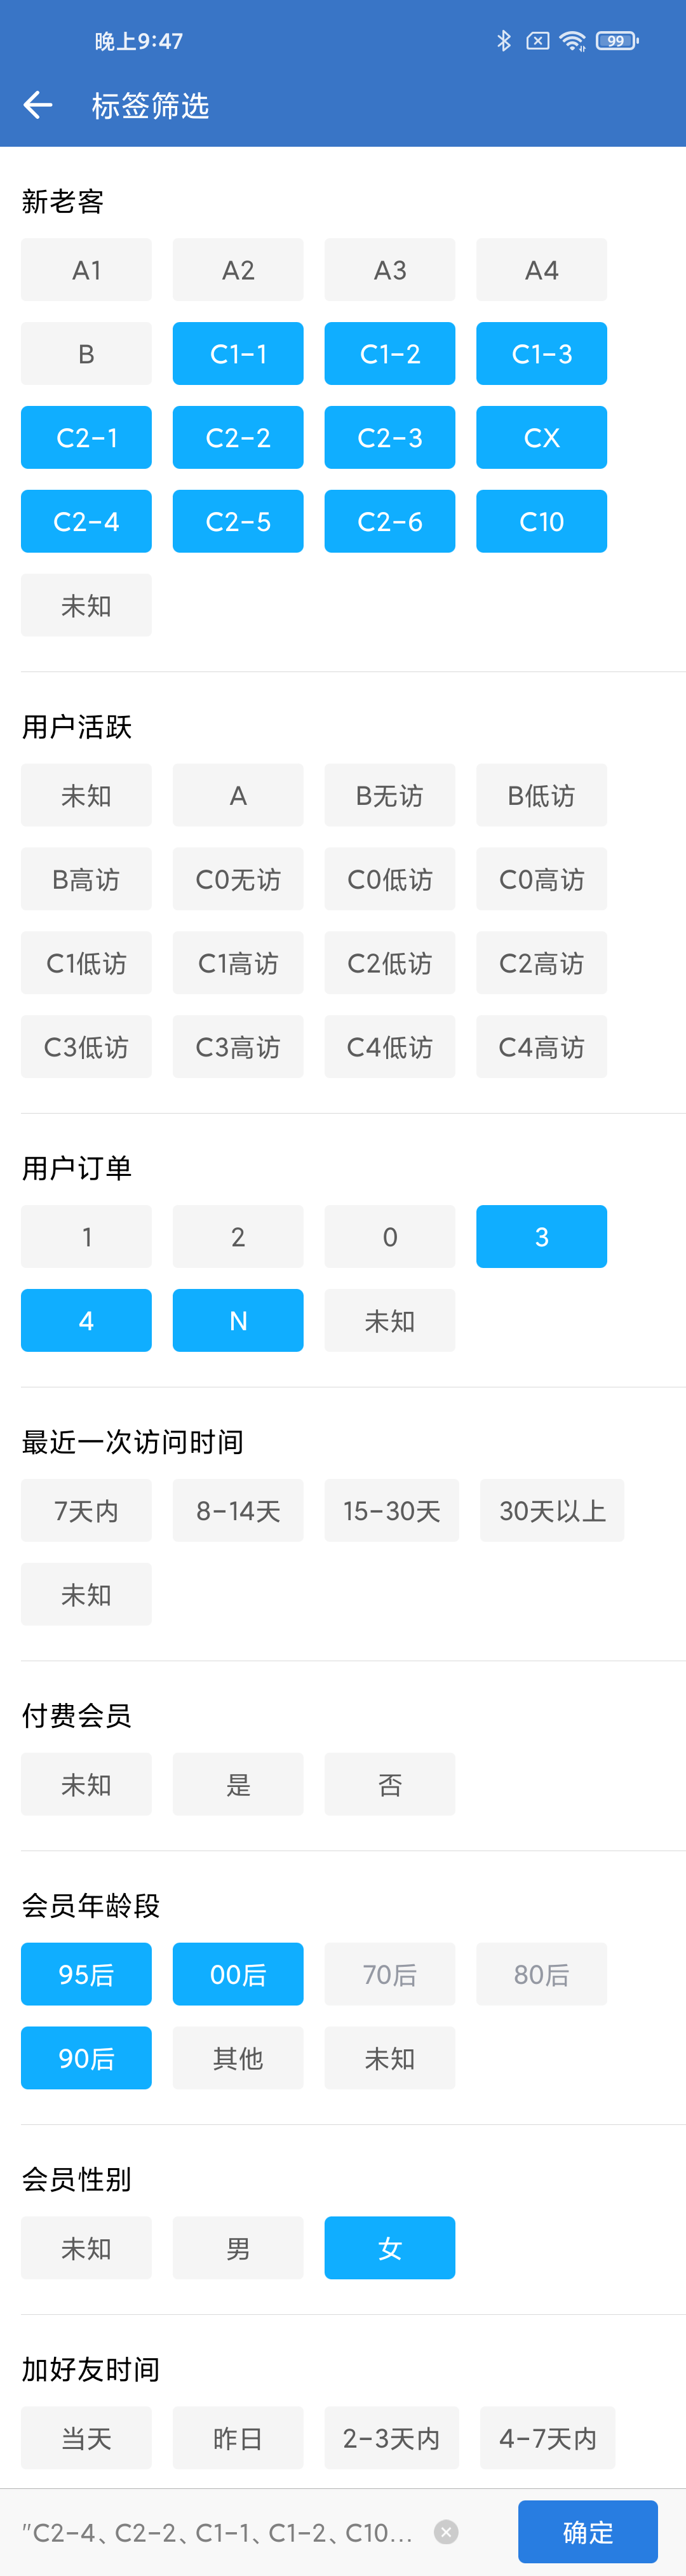 晚上9:47
99
标签筛选
新老客
A1 A2 A3 A4
B C1-1 C1-2 C1-3
C2-1 C2-2 C2-3 CX
C2-4 C2-5 C2-6 C10
未知
用户活跃
未知 A B无访 B低访
B高访 C0无访 C0低访 C0高访
C1低访 C1高访 C2低访 C2高访
C3低访 C3高访 C4低访 C4高访
用户订单
1 2 0 3
4 N 未知
最近一次访问时间
7天内 8-14天 15-30天 30天以上
未知
付费会员
未知 是 否
会员年龄段
95后 00后 70后 80后
90后 其他 未知
会员性别
未知 男 女
加好友时间
当天 昨日 2-3天内 4-7天内
"C2-4、C2-2、C1-1、C1-2、C10... 确定